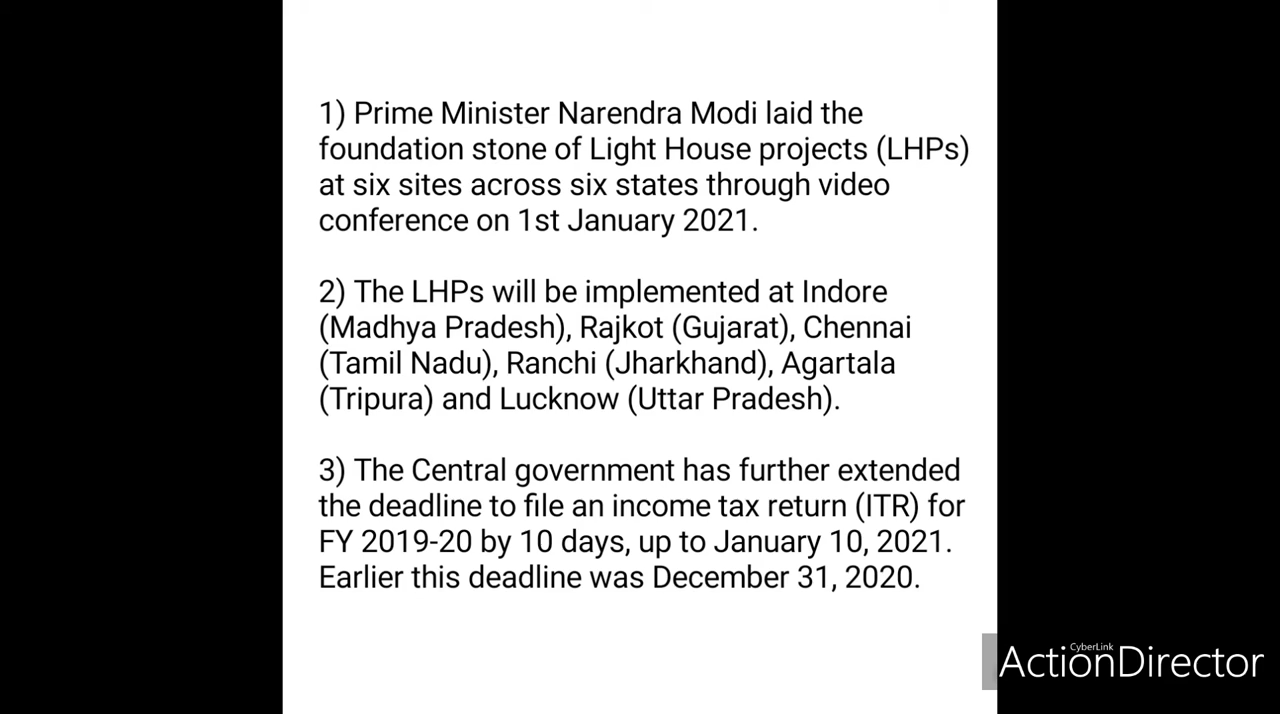 1) Prime Minister Narendra Modi laid the
foundation stone of Light House projects (LHPs)
at six sites across six states through video
conference on 1st January 2021.
2) The LHPs will be implemented at Indore
(Madhya Pradesh), Rajkot (Gujarat), Chennai
(Tamil Nadu), Ranchi (Jharkhand), Agartala
(Tripura) and Lucknow (Uttar Pradesh).
3) The Central government has further extended
the deadline to file an income tax return (ITR) for
FY 2019-20 by 10 days, up to January 10, 2021.
Earlier this deadline was December 31, 2020.
CyberLink
ActionDirector